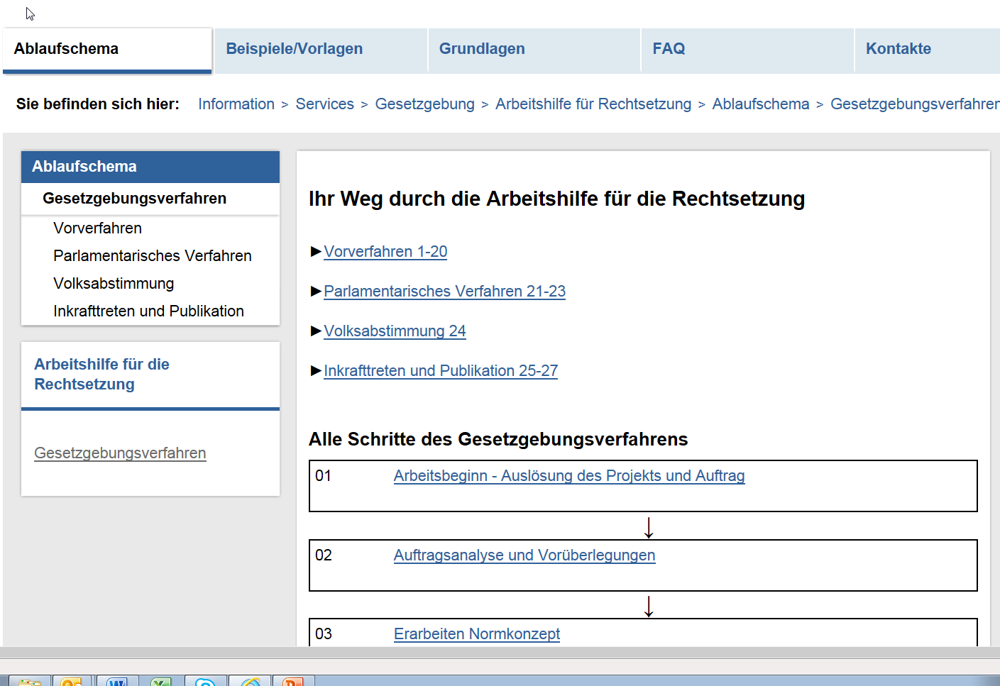 Ablaufschema Beispiele/Vorlagen Grundlagen FAQ Kontakte
Sie befinden sich hier: Information > Services > Gesetzgebung > Arbeitshilfe für Rechtsetzung > Ablaufschema > Gesetzgebungsverfahren
Ablaufschema
Gesetzgebungsverfahren
Vorverfahren
Parlamentarisches Verfahren
Volksabstimmung
Inkrafttreten und Publikation
Arbeitshilfe für die
Rechtsetzung
Gesetzgebungsverfahren
Ihr Weg durch die Arbeitshilfe für die Rechtsetzung
►Vorverfahren 1-20
►Parlamentarisches Verfahren 21-23
►Volksabstimmung 24
►Inkrafttreten und Publikation 25-27
Alle Schritte des Gesetzgebungsverfahrens
01 Arbeitsbeginn - Auslösung des Projekts und Auftrag
↓
02 Auftragsanalyse und Vorüberlegungen
↓
03 Erarbeiten Normkonzept